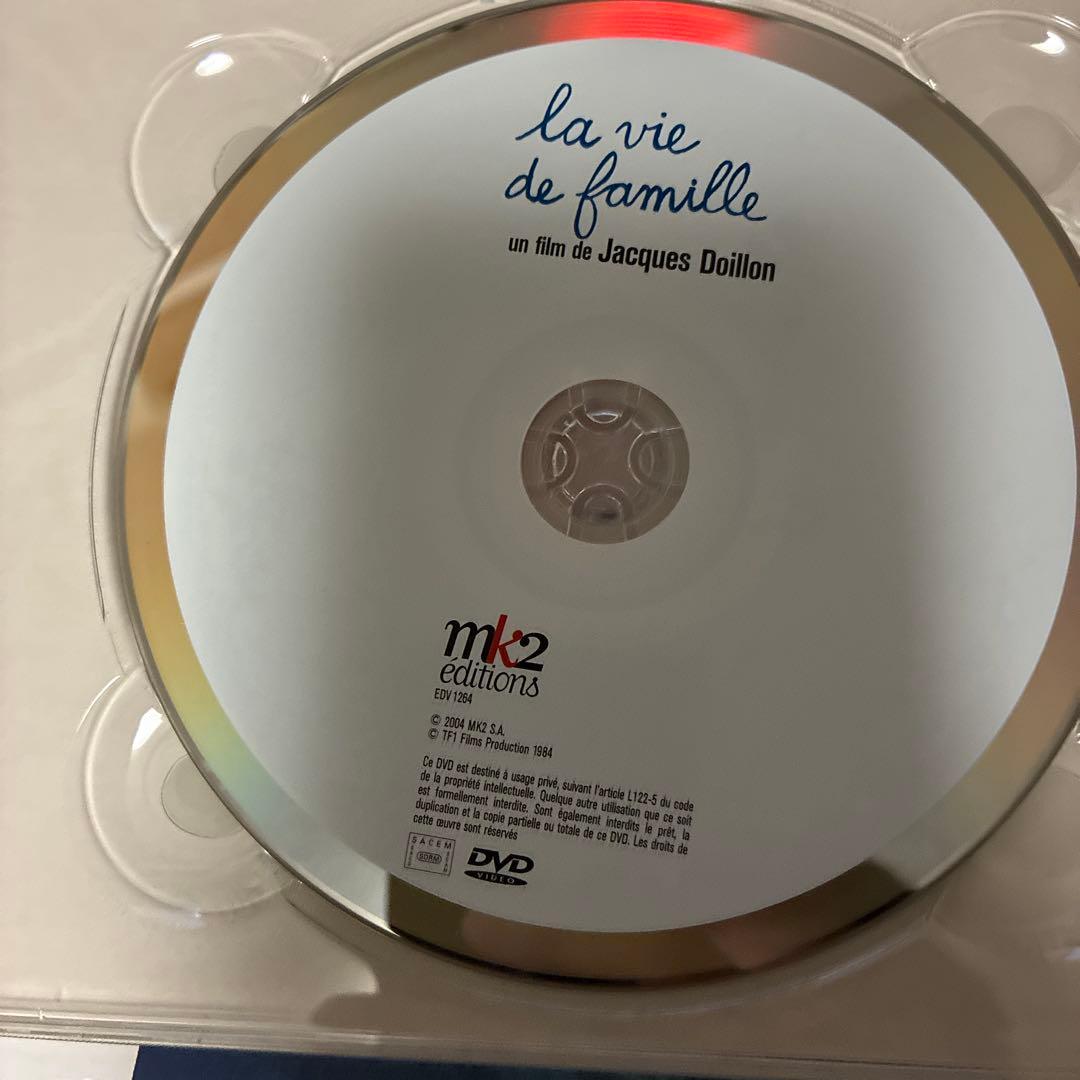 la vie
de famille
un film de Jacques Doillon
mk2
éditions
EDV 1264
© 2004 MK2 S.A.
© TF1 Films Production 1984
Ce DVD est destiné à usage privé, suivant l'article L122-5 du code
de la propriété intellectuelle. Quelque autre utilisation que ce soit
est formellement interdite. Sont également interdits le prêt, la
duplication et la copie partielle ou totale de ce DVD. Les droits de
cette œuvre sont réservés
SACEM
SDRM
DVD
VIDEO